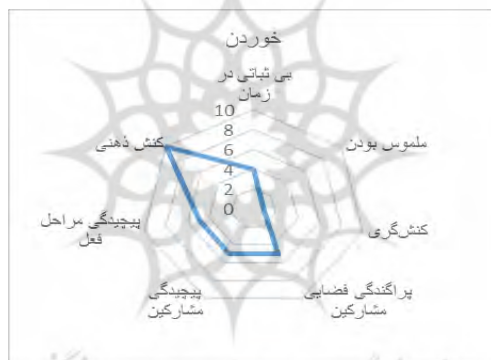 خوردن
بی ثباتی در
زمان
10
8
6
4
2
0
ملموس بودن
کنش‌گری
پراگندگی فضایی
مشارکین
پیچیدگی
مشارکین
پیچیدگی مراحل
فعل
کنش ذهنی